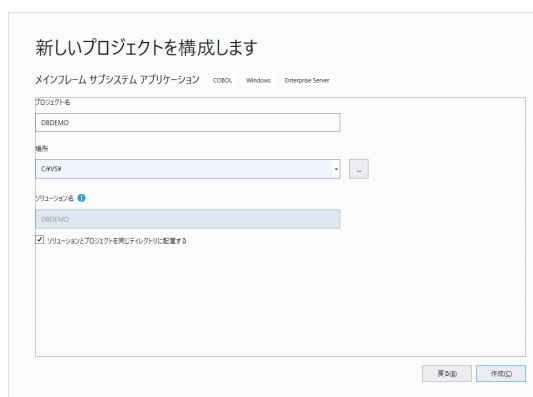 新しいプロジェクトを構成します
メインフレーム サブシステム アプリケーション COBOL Windows Enterprise Server
プロジェクト名
DBDEMO
場所
C:¥VS¥
...
ソリューション名
DBDEMO
ソリューションとプロジェクトを同じディレクトリに配置する
戻る(B) 作成(C)